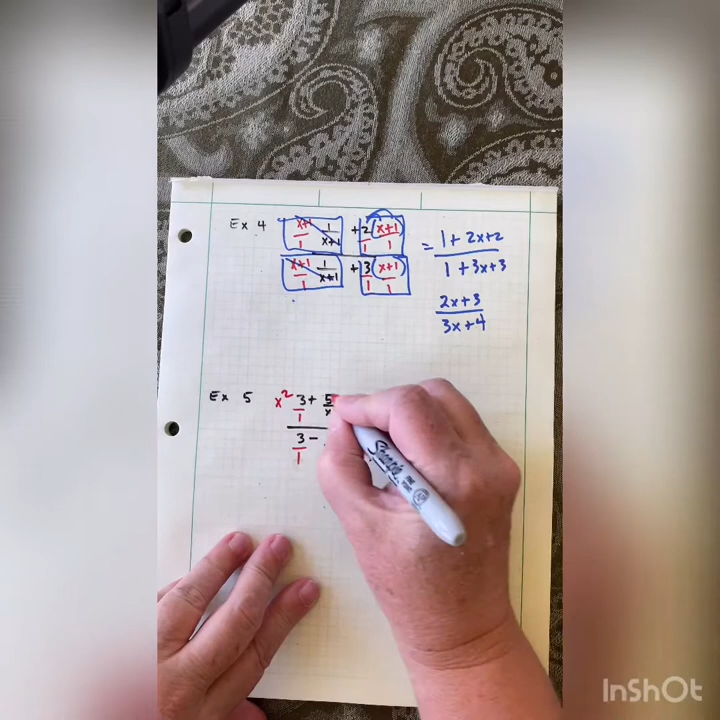 Ex 4
x+1/1 1/x+1 + 2/1 x+1/1
x+1/1 1/x+1 + 3/1 x+1/1
= 1 + 2x+2 / 1 + 3x+3
2x+3 / 3x+4
Ex 5
x² 3/1 + 5/x
3/1 -
Sharpie
InShOt